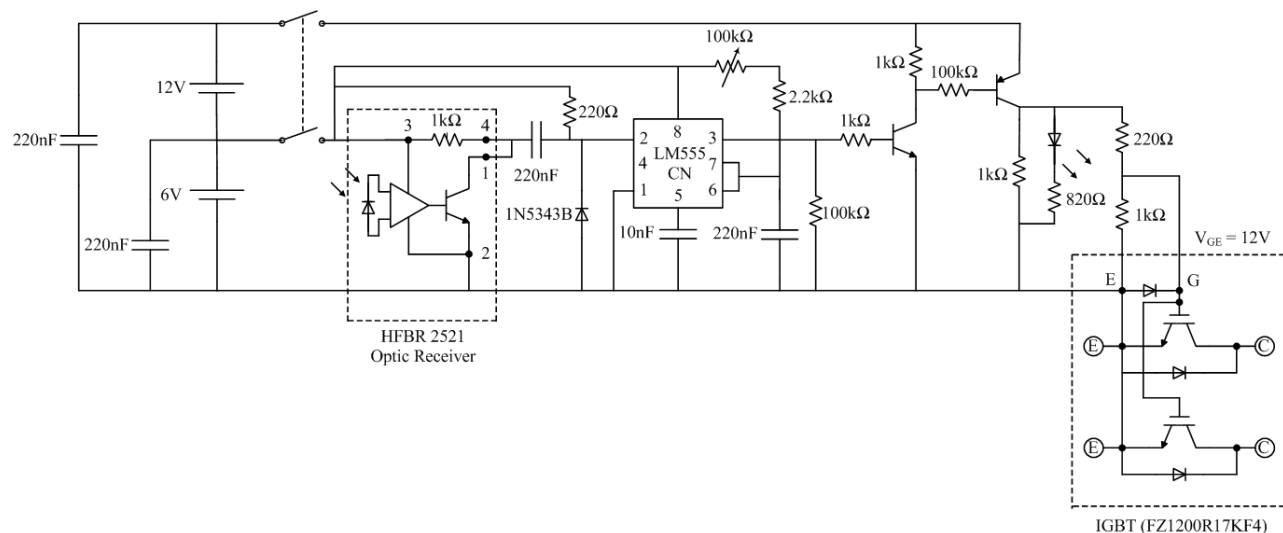 12V
220nF
6V
220nF
3
1kΩ
4
1
2
HFBR 2521
Optic Receiver
220nF
220Ω
1N5343B
2
8
3
4
LM555
7
CN
1
5
6
10nF
100kΩ
2.2kΩ
220nF
100kΩ
1kΩ
1kΩ
100kΩ
1kΩ
820Ω
220Ω
1kΩ
VGE = 12V
E
G
E
C
E
C
IGBT (FZ1200R17KF4)